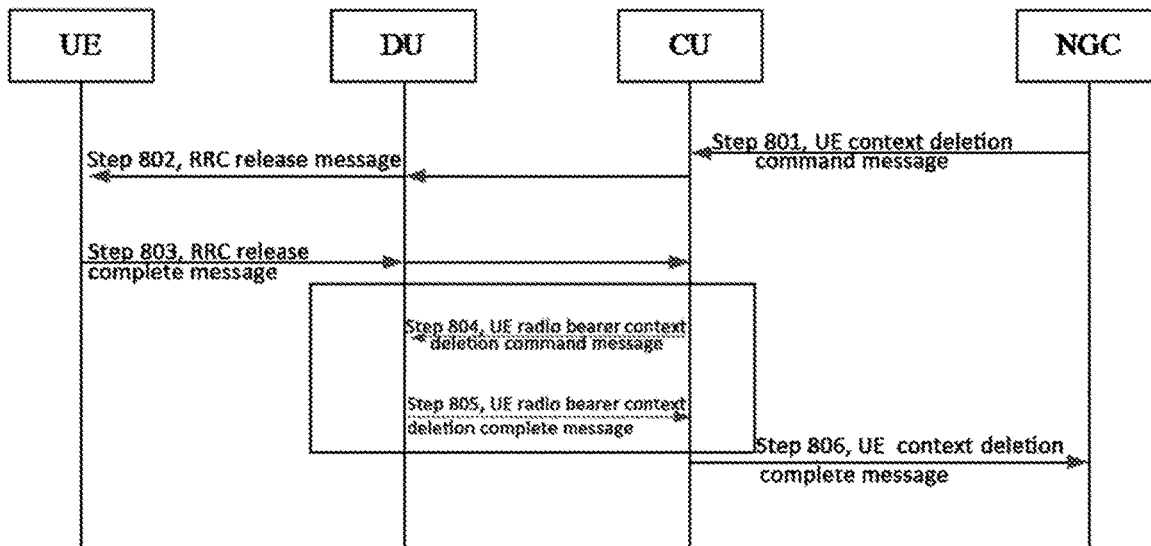 UE
DU
CU
NGC
Step 801, UE context deletion
command message
Step 802, RRC release message
Step 803, RRC release
complete message
Step 804, UE radio bearer context
deletion command message
Step 805, UE radio bearer context
deletion complete message
Step 806, UE context deletion
complete message